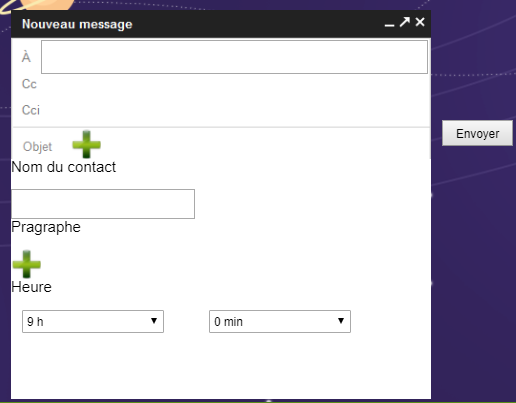 Nouveau message
À
Cc
Cci
Envoyer
Objet
Nom du contact
Pragraphe
Heure
9 h 0 min